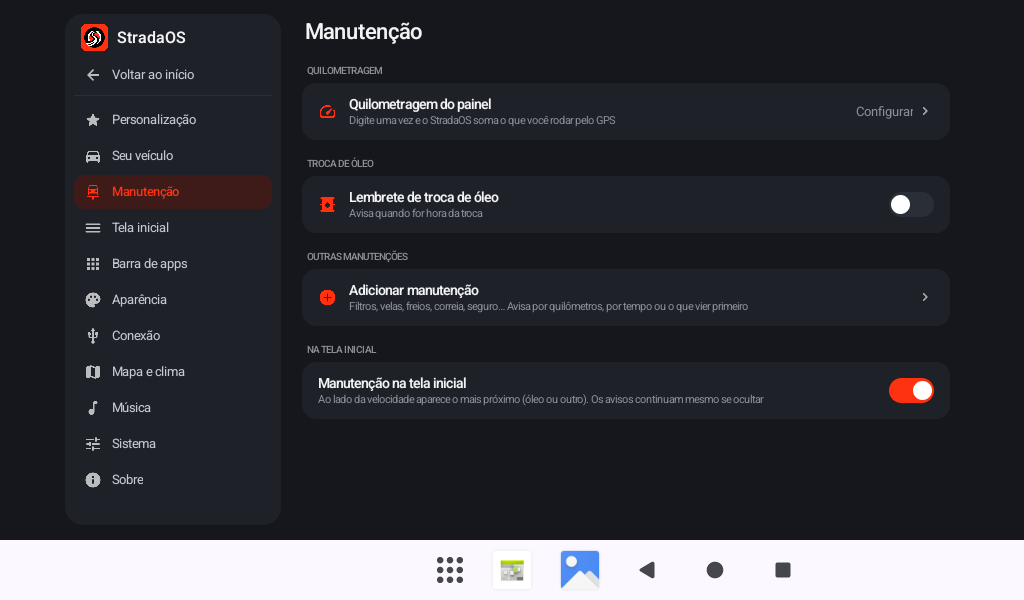 StradaOS
Voltar ao início
Personalização
Seu veículo
Manutenção
Tela inicial
Barra de apps
Aparência
Conexão
Mapa e clima
Música
Sistema
Sobre
Manutenção
QUILOMETRAGEM
Quilometragem do painel
Digite uma vez e o StradaOS soma o que você rodar pelo GPS
Configurar
TROCA DE ÓLEO
Lembrete de troca de óleo
Avisa quando for hora da troca
OUTRAS MANUTENÇÕES
Adicionar manutenção
Filtros, velas, freios, correia, seguro... Avisa por quilômetros, por tempo ou o que vier primeiro
NA TELA INICIAL
Manutenção na tela inicial
Ao lado da velocidade aparece o mais próximo (óleo ou outro). Os avisos continuam mesmo se ocultar